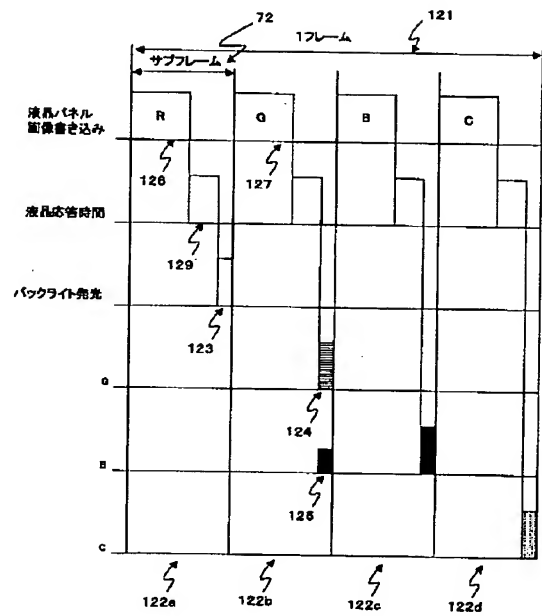 72
121
1フレーム
サブフレーム
液晶パネル
画像書き込み
R
G
B
C
126
127
液晶応答時間
129
バックライト発光
123
G
124
B
125
C
122a
122b
122c
122d